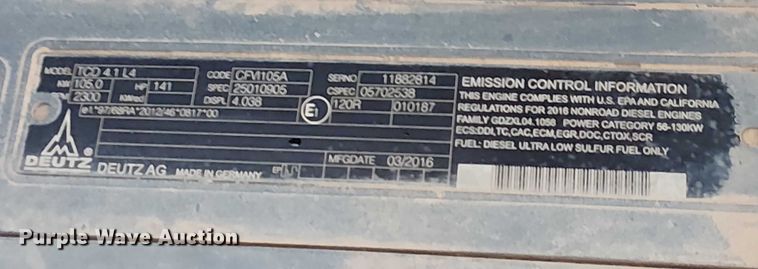 MODEL TCD 4.1 L4 CODE CFVI105A SERNO 11882814
KW 105.0 HP 141 SPEC 25010905 CSPEC 05702538
2300 KWred DISPL 4.038 E1 120R 010187
e1*97/68RA*2012/46*0817*00
DEUTZ
DEUTZ AG MADE IN GERMANY EP MFGDATE 03/2016
EMISSION CONTROL INFORMATION
THIS ENGINE COMPLIES WITH U.S. EPA AND CALIFORNIA
REGULATIONS FOR 2016 NONROAD DIESEL ENGINES
FAMILY GDZXL04.1058 POWER CATEGORY 56-130KW
ECS:DDI,TC,CAC,ECM,EGR,DOC,CTOX,SCR
FUEL: DIESEL ULTRA LOW SULFUR FUEL ONLY
Purple Wave Auction